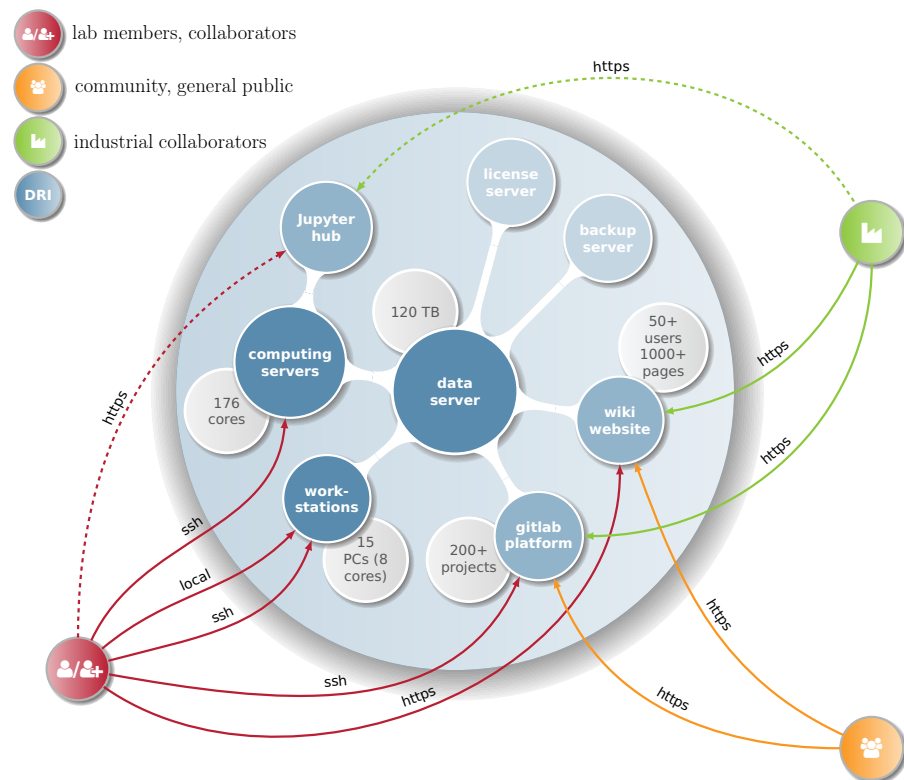 lab members, collaborators
community, general public
industrial collaborators
DRI
https
license
server
Jupyter
hub
backup
server
120 TB
50+
users
1000+
pages
computing
servers
data
server
https
176
cores
wiki
website
https
https
work-
stations
ssh
gitlab
platform
15
PCs (8
cores)
200+
projects
local
ssh
https
ssh
https
https